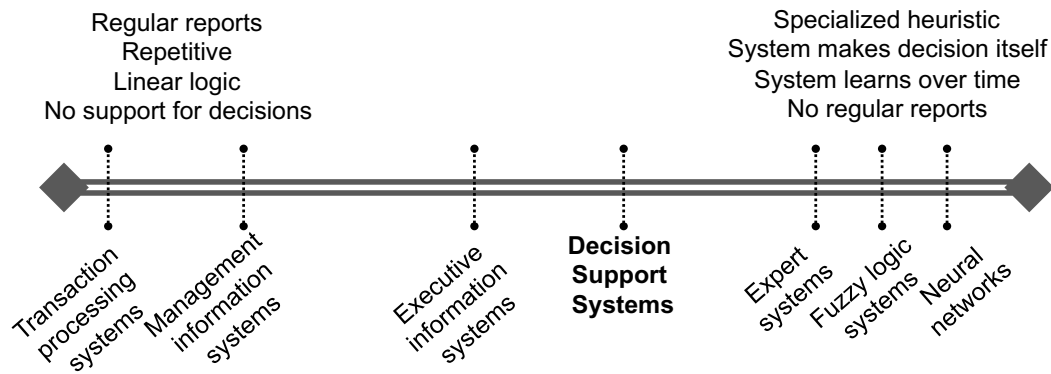 Regular reports
Repetitive
Linear logic
No support for decisions
Specialized heuristic
System makes decision itself
System learns over time
No regular reports
Transaction
processing
systems
Management
information
systems
Executive
information
systems
Decision
Support
Systems
Expert
systems
Fuzzy logic
systems
Neural
networks